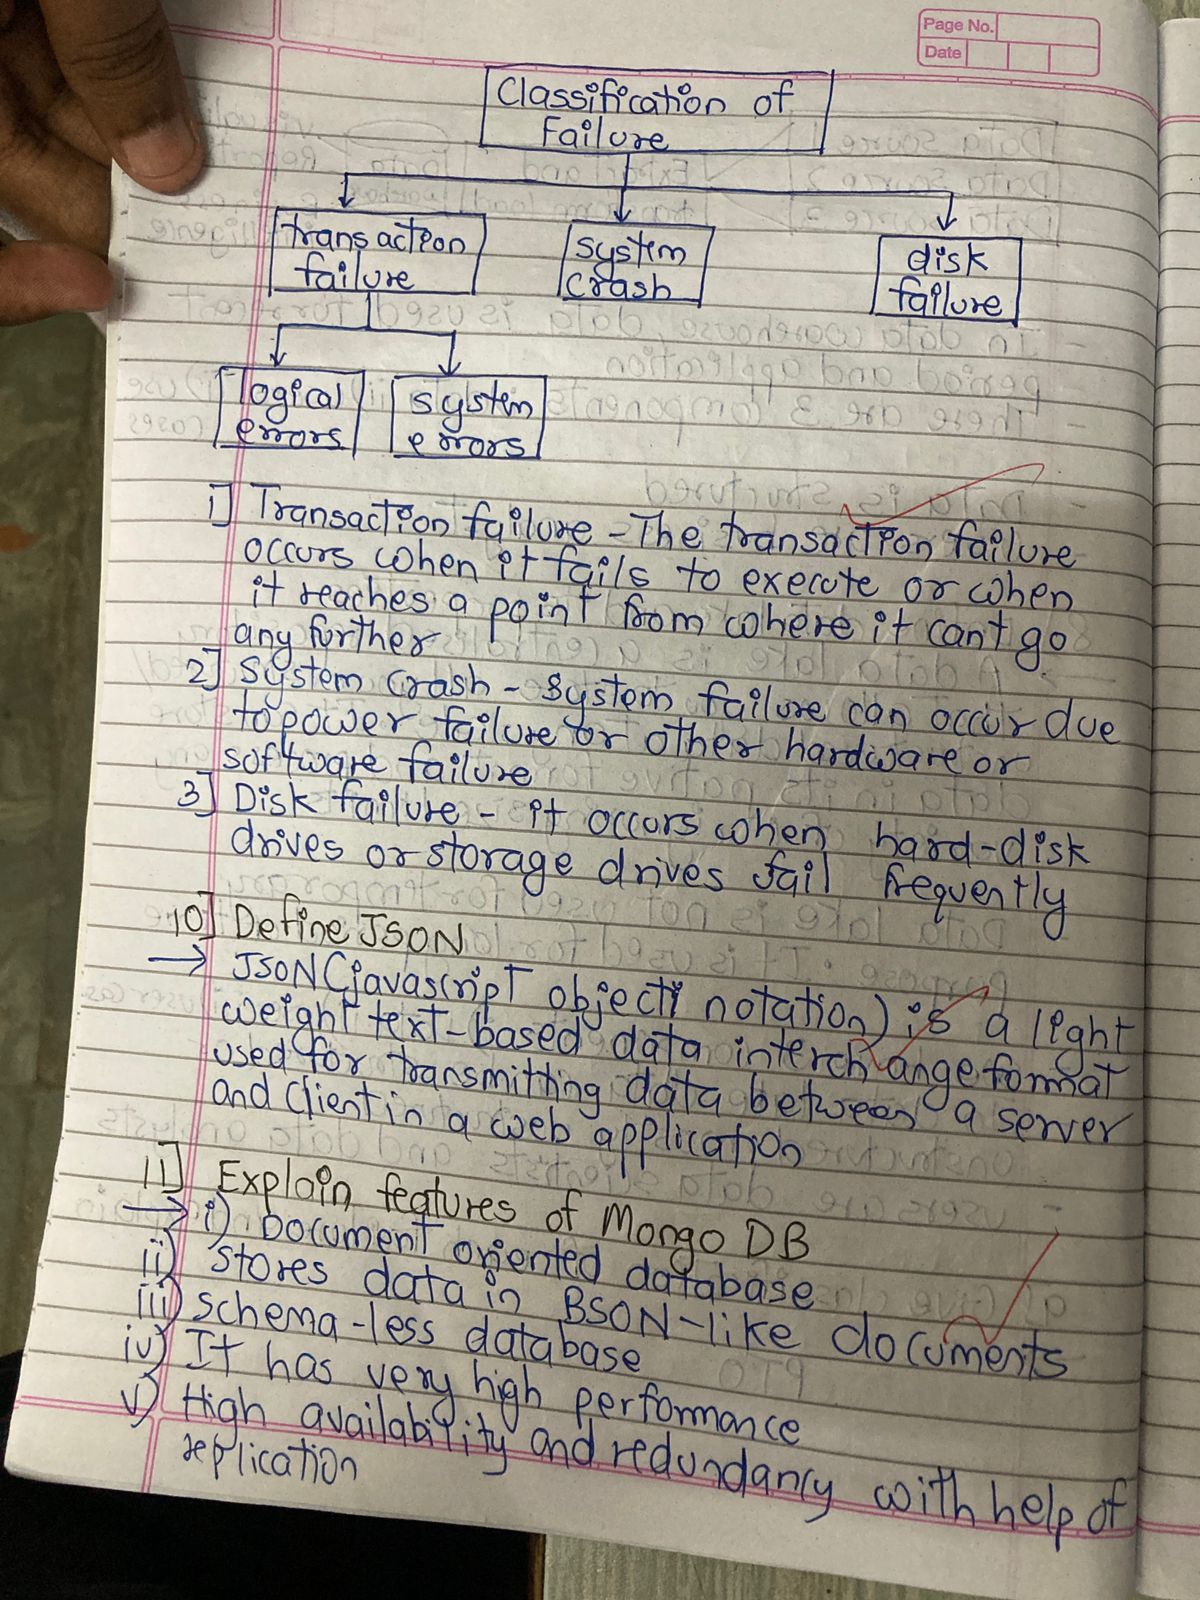 Page No.
Date
Classification of
Failure
transaction
failure
system
crash
disk
failure
logical
errors
system
errors
1] Transaction failure - The transaction failure
occurs when it fails to execute or when
it reaches a point from where it cant go
any further
2] System crash - System failure can occur due
to power failure or other hardware or
software failure
3] Disk failure - it occurs when hard-disk
drives or storage drives fail frequently
10] Define JSON
→ JSON (javascript object notation) is a light
weight text-based data interchange format
used for transmitting data between a server
and client in a web application
11] Explain features of Mongo DB
→ i) Document oriented database
ii) Stores data in BSON-like documents
iii) schema-less database
iv) It has very high performance
v) High availability and redundancy with help of
replication